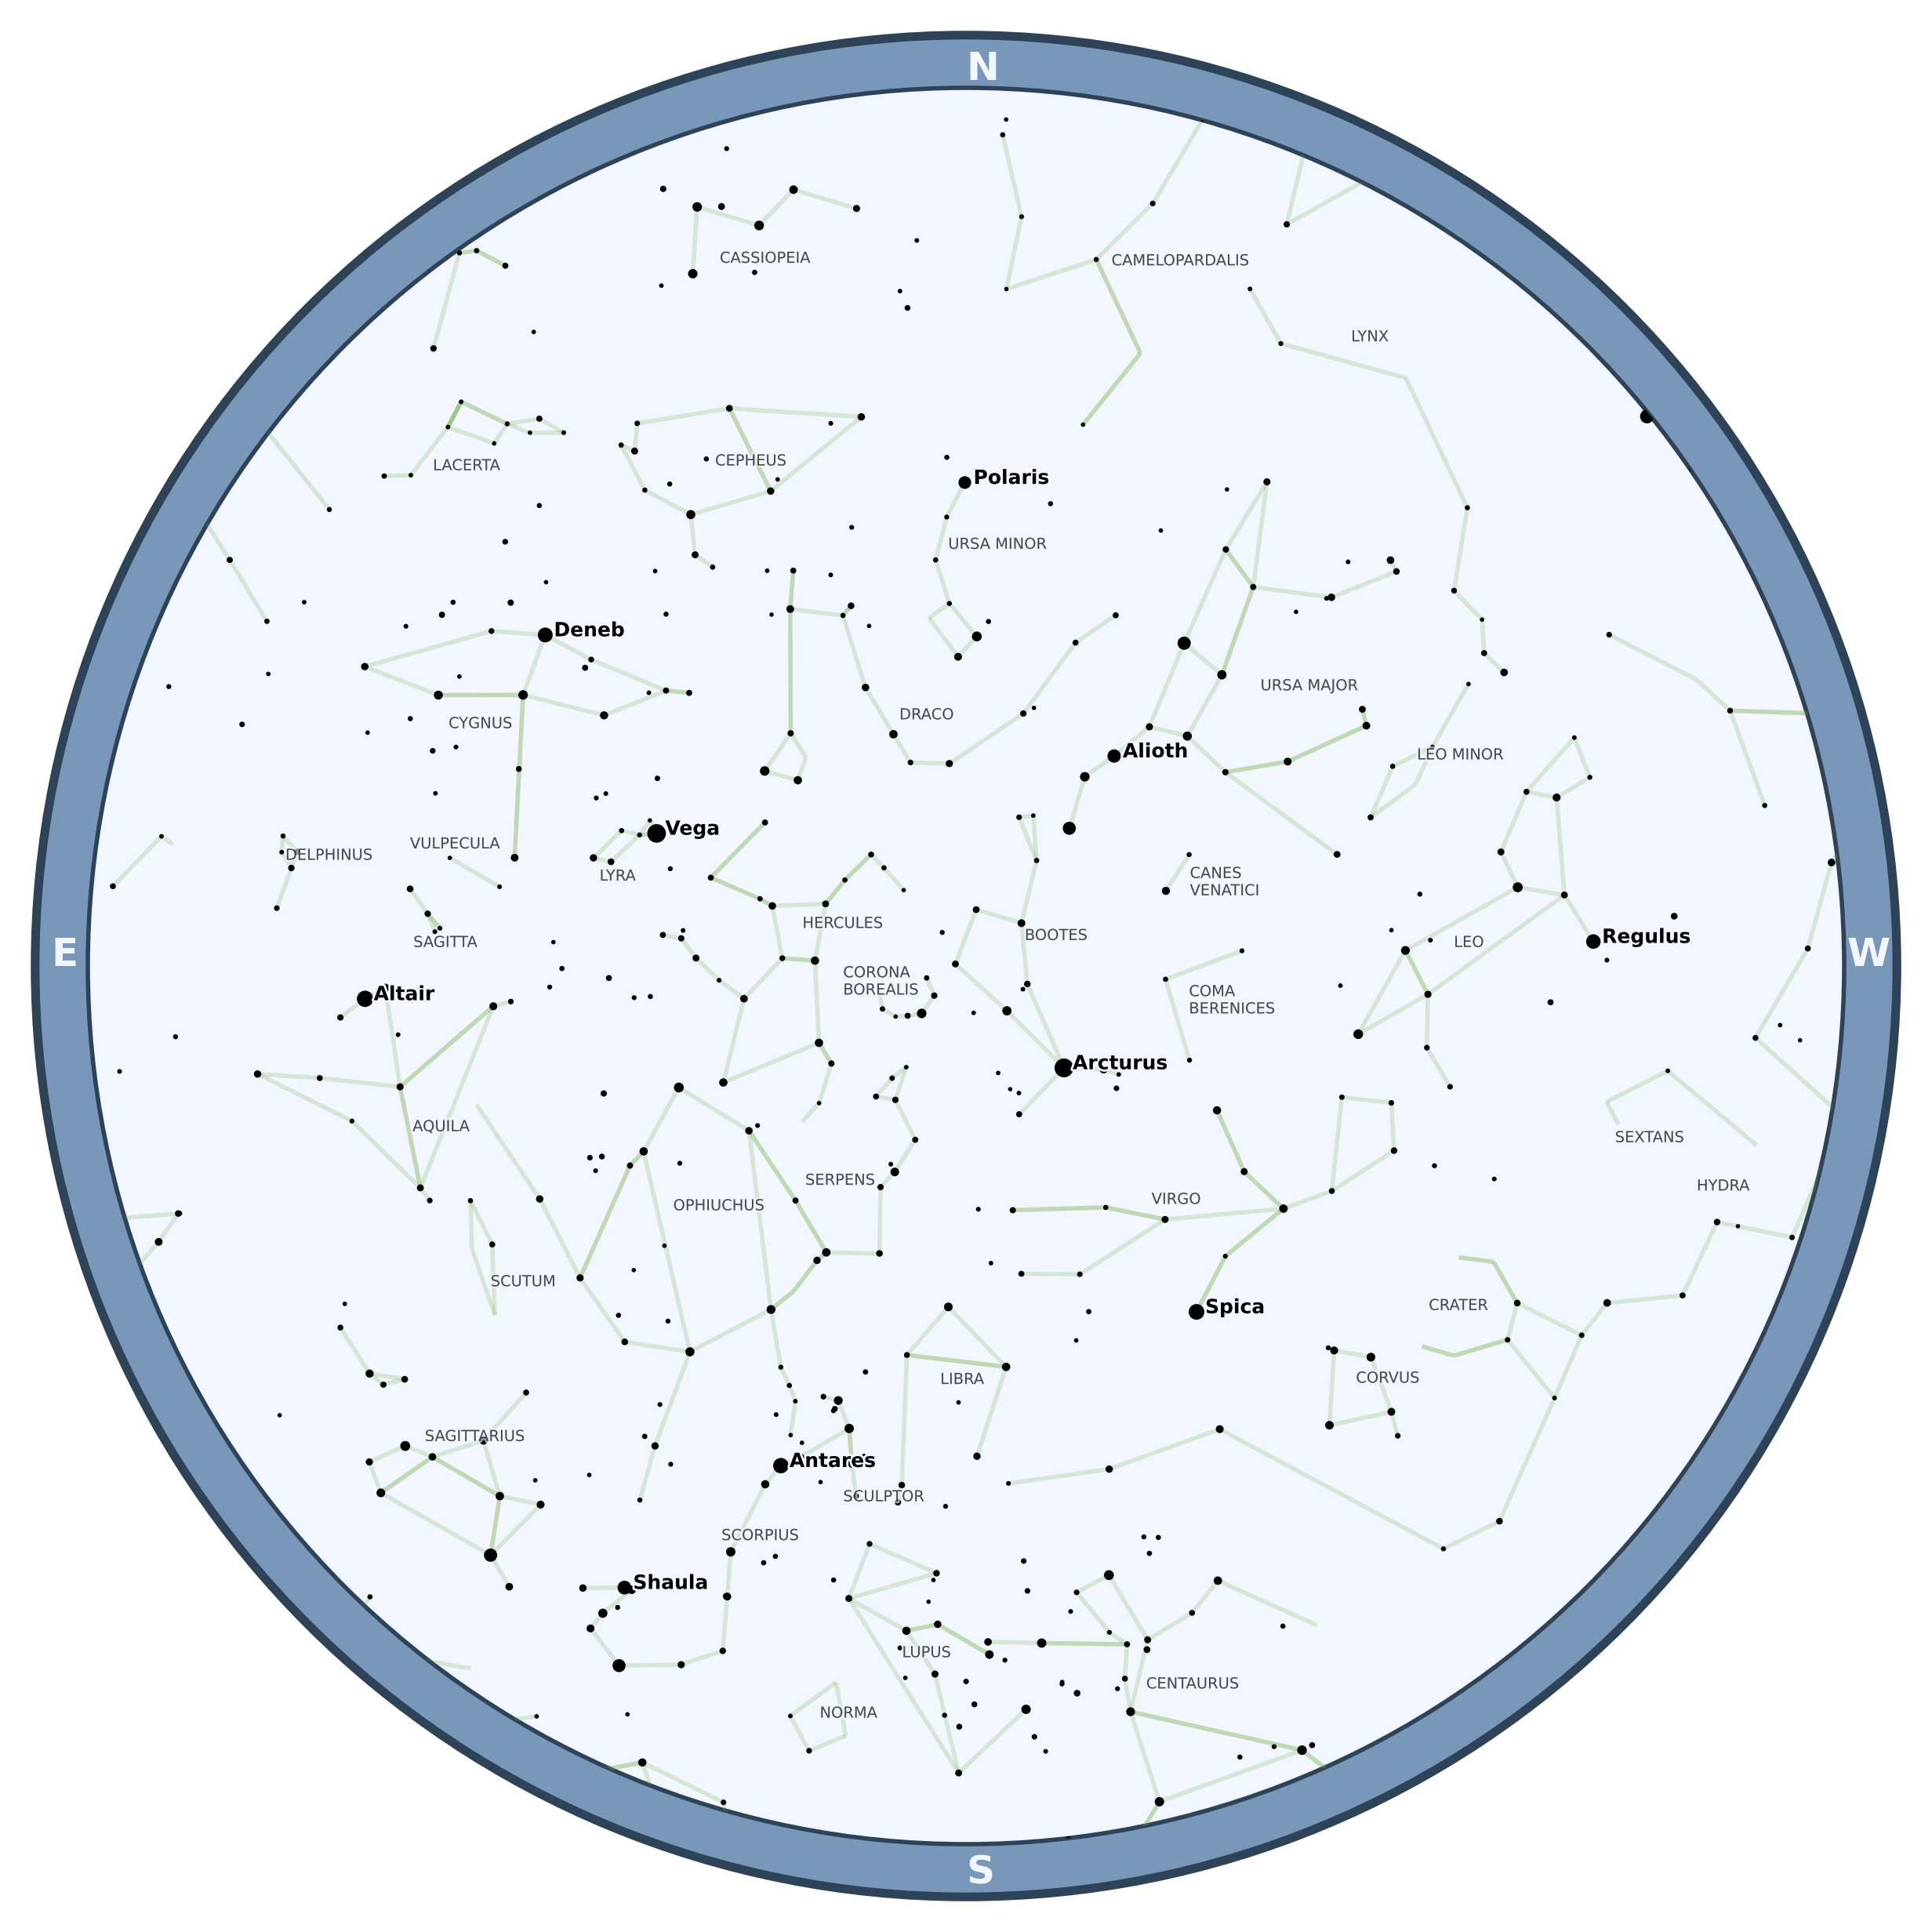 N
CASSIOPEIA
CAMELOPARDALIS
LYNX
LACERTA
CEPHEUS
Polaris
URSA MINOR
Deneb
URSA MAJOR
DRACO
CYGNUS
Alioth
LEO MINOR
Vega
VULPECULA
DELPHINUS
LYRA
CANES
VENATICI
HERCULES
SAGITTA
BOOTES
Regulus
LEO
E
W
CORONA
BOREALIS
Altair
COMA
BERENICES
Arcturus
AQUILA
SEXTANS
SERPENS
HYDRA
VIRGO
OPHIUCHUS
SCUTUM
Spica
CRATER
LIBRA
CORVUS
SAGITTARIUS
Antares
SCULPTOR
SCORPIUS
Shaula
LUPUS
CENTAURUS
NORMA
S